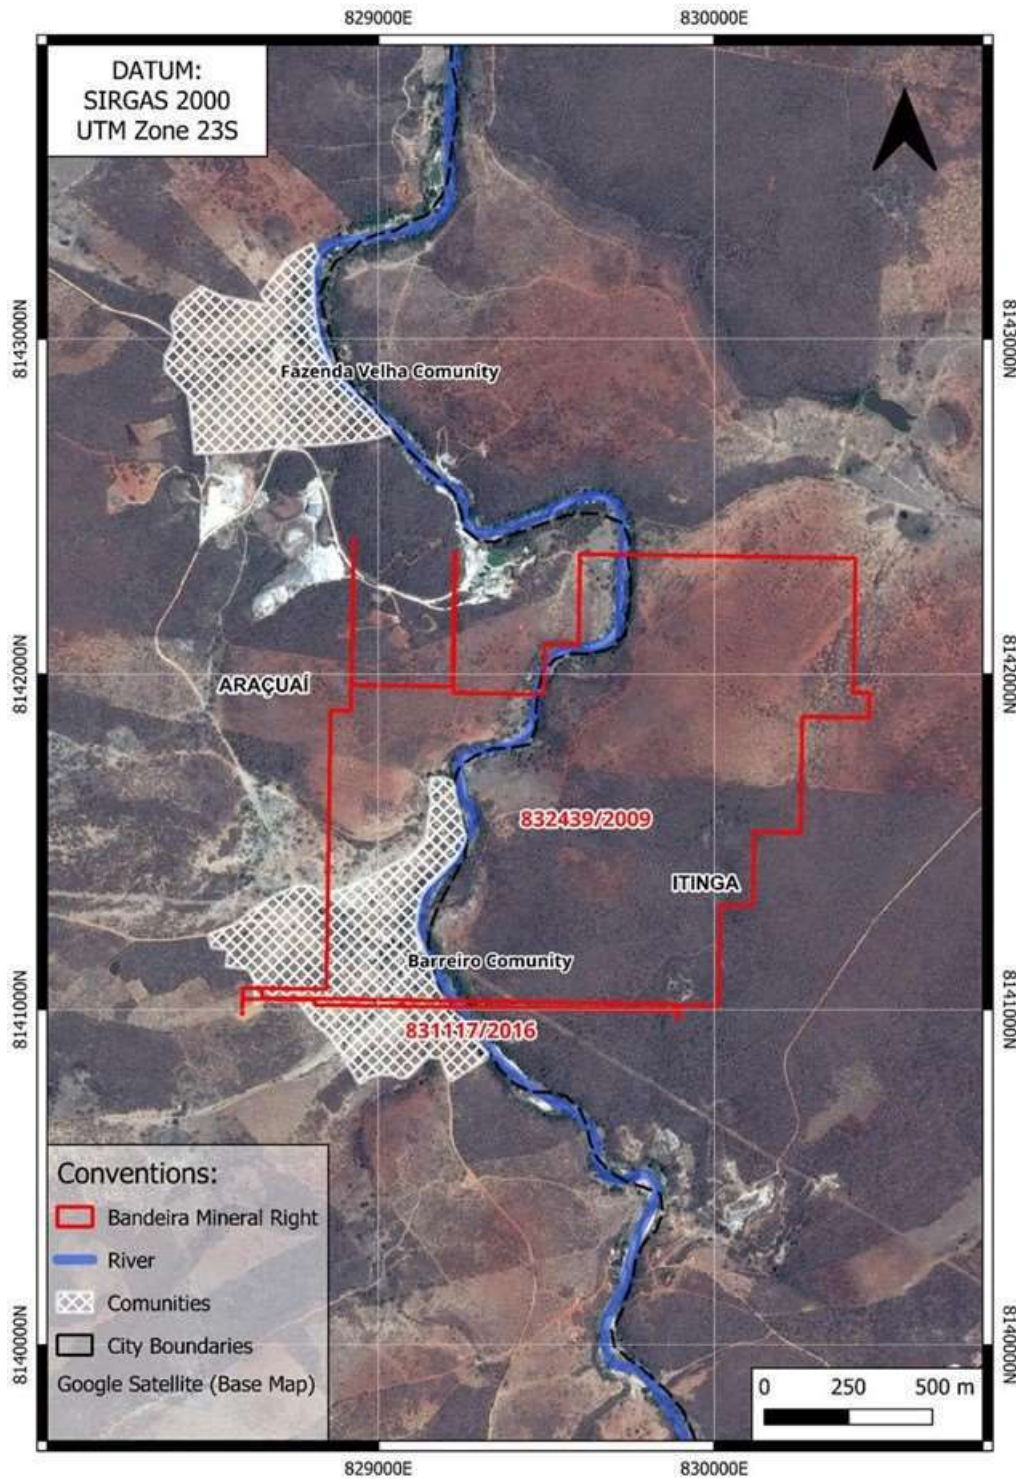 829000E
830000E
DATUM:
SIRGAS 2000
UTM Zone 23S
8143000N
8143000N
Fazenda Velha Comunity
8142000N
8142000N
ARAÇUAÍ
832439/2009
ITINGA
Barreiro Comunity
8141000N
8141000N
831117/2016
Conventions:
Bandeira Mineral Right
River
Comunities
City Boundaries
Google Satellite (Base Map)
8140000N
8140000N
0 250 500 m
829000E
830000E